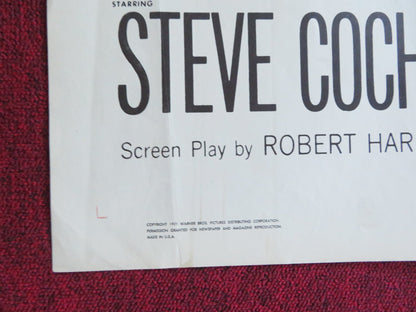 STARRING
STEVE COCH
Screen Play by ROBERT HAR
COPYRIGHT 1951 WARNER BROS. PICTURES DISTRIBUTING CORPORATION.
PERMISSION GRANTED FOR NEWSPAPER AND MAGAZINE REPRODUCTION.
MADE IN U.S.A.